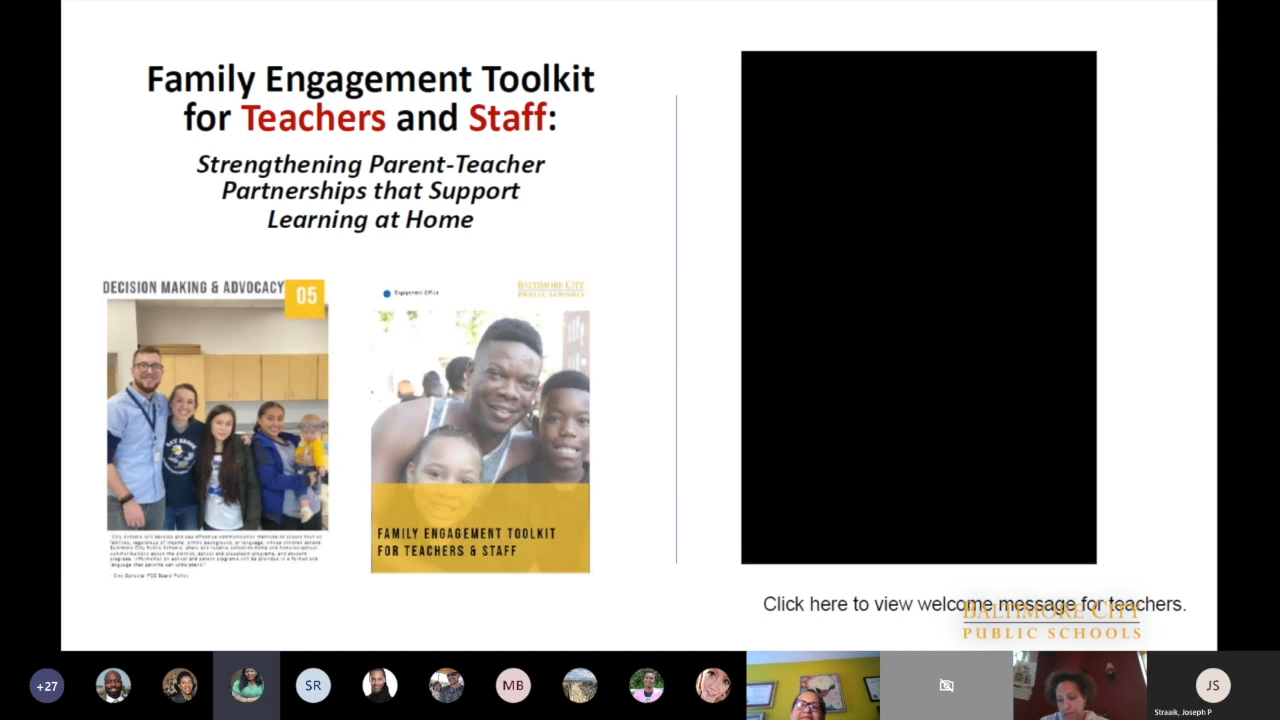 Family Engagement Toolkit
for Teachers and Staff:
Strengthening Parent-Teacher
Partnerships that Support
Learning at Home
DECISION MAKING & ADVOCACY
05
Engagement Office
BALTIMORE CITY
PUBLIC SCHOOLS
FAMILY ENGAGEMENT TOOLKIT
FOR TEACHERS & STAFF
Click here to view welcome message for teachers.
BALTIMORE CITY
PUBLIC SCHOOLS
+27
SR
MB
JS
Straaik, Joseph P